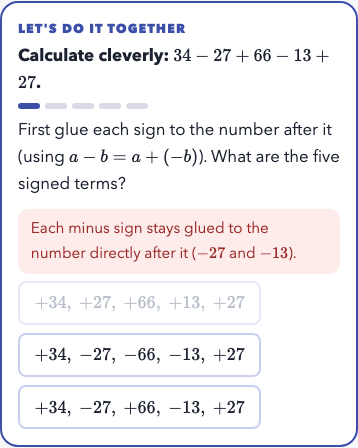 LET'S DO IT TOGETHER
Calculate cleverly: 34 − 27 + 66 − 13 +
27.
First glue each sign to the number after it
(using a − b = a + (−b)). What are the five
signed terms?
Each minus sign stays glued to the
number directly after it (−27 and −13).
+34, +27, +66, +13, +27
+34, −27, −66, −13, +27
+34, −27, +66, −13, +27